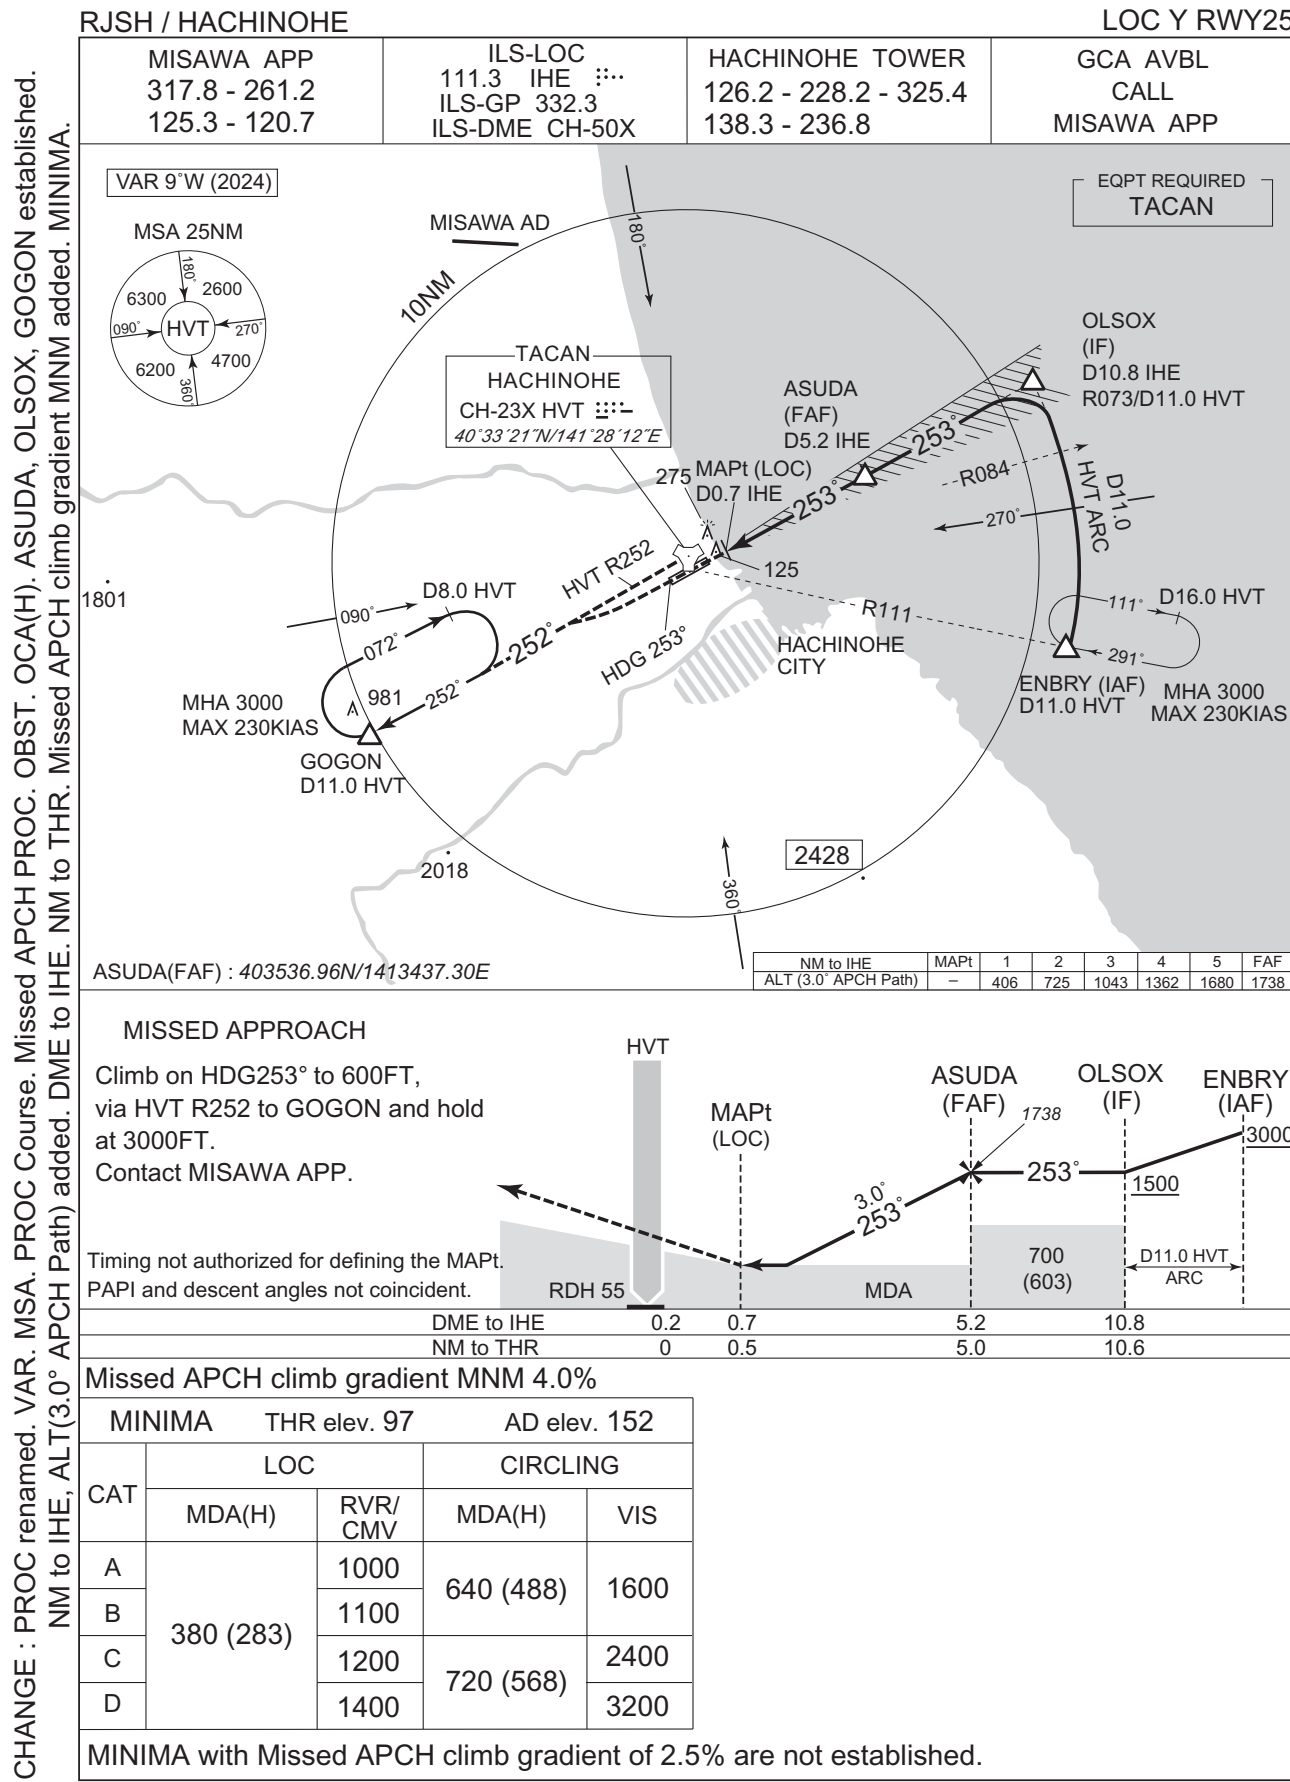 RJSH / HACHINOHE
LOC Y RWY25
MISAWA APP
317.8 - 261.2
125.3 - 120.7
ILS-LOC
111.3 IHE
ILS-GP 332.3
ILS-DME CH-50X
HACHINOHE TOWER
126.2 - 228.2 - 325.4
138.3 - 236.8
GCA AVBL
CALL
MISAWA APP
CHANGE : PROC renamed. VAR. MSA. PROC Course. Missed APCH PROC. OBST. OCA(H). ASUDA, OLSOX, GOGON established.
NM to IHE, ALT(3.0° APCH Path) added. DME to IHE. NM to THR. Missed APCH climb gradient MNM added. MINIMA.
VAR 9°W (2024)
MSA 25NM
180°
6300
2600
090°
HVT
270°
6200
4700
360°
MISAWA AD
10NM
180°
EQPT REQUIRED
TACAN
TACAN
HACHINOHE
CH-23X HVT
40°33´21˝N/141°28´12˝E
OLSOX
(IF)
D10.8 IHE
R073/D11.0 HVT
ASUDA
(FAF)
D5.2 IHE
253°
275
MAPt (LOC)
D0.7 IHE
253°
R084
D11.0
HVT ARC
270°
125
HVT R252
1801
D8.0 HVT
090°
072°
252°
HDG 253°
R111
HACHINOHE
CITY
111°
D16.0 HVT
291°
ENBRY (IAF)
D11.0 HVT
MHA 3000
MAX 230KIAS
MHA 3000
MAX 230KIAS
981
252°
GOGON
D11.0 HVT
2018
2428
360°
ASUDA(FAF) : 403536.96N/1413437.30E
NM to IHE MAPt 1 2 3 4 5 FAF
ALT (3.0° APCH Path) – 406 725 1043 1362 1680 1738
MISSED APPROACH
Climb on HDG253° to 600FT,
via HVT R252 to GOGON and hold
at 3000FT.
Contact MISAWA APP.
Timing not authorized for defining the MAPt.
PAPI and descent angles not coincident.
HVT
MAPt
(LOC)
ASUDA
(FAF)
1738
OLSOX
(IF)
ENBRY
(IAF)
3000
253°
1500
3.0°
253°
RDH 55
MDA
700
(603)
D11.0 HVT
ARC
DME to IHE 0.2 0.7 5.2 10.8
NM to THR 0 0.5 5.0 10.6
Missed APCH climb gradient MNM 4.0%
MINIMA THR elev. 97 AD elev. 152
CAT LOC CIRCLING
MDA(H) RVR/CMV MDA(H) VIS
A 380 (283) 1000 640 (488) 1600
B 1100
C 1200 720 (568) 2400
D 1400 3200
MINIMA with Missed APCH climb gradient of 2.5% are not established.